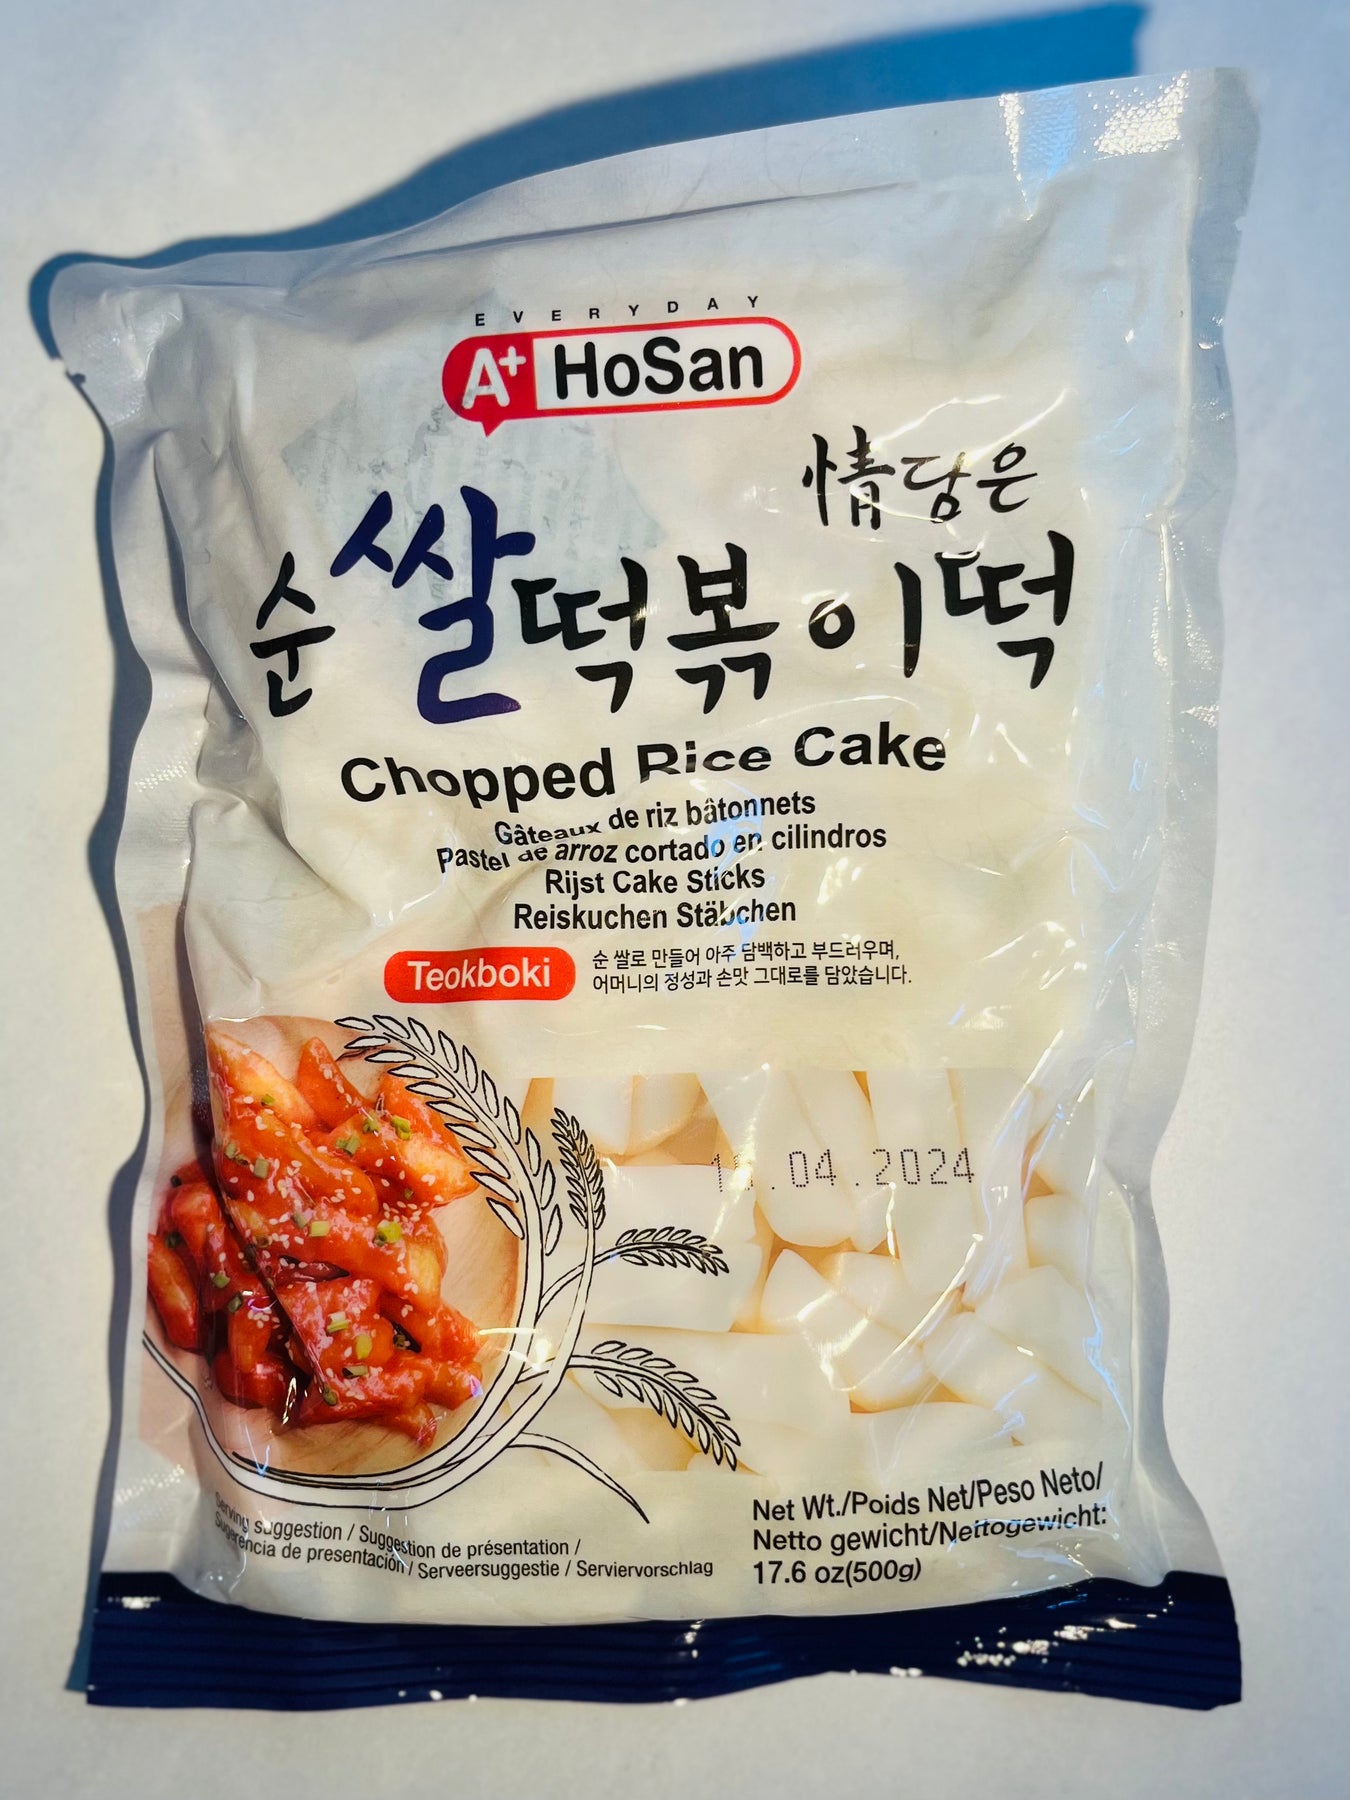 EVERYDAY
A+ HoSan
情담은
순쌀떡볶이떡
Chopped Rice Cake
Gâteaux de riz bâtonnets
Pastel de arroz cortado en cilindros
Rijst Cake Sticks
Reiskuchen Stäbchen
Teokboki
순 쌀로 만들어 아주 담백하고 부드러우며,
어머니의 정성과 손맛 그대로를 담았습니다.
.04.2024
Serving suggestion / Suggestion de présentation /
Sugerencia de presentación / Serveersuggestie / Serviervorschlag
Net Wt./Poids Net/Peso Neto/
Netto gewicht/Nettogewicht:
17.6 oz(500g)